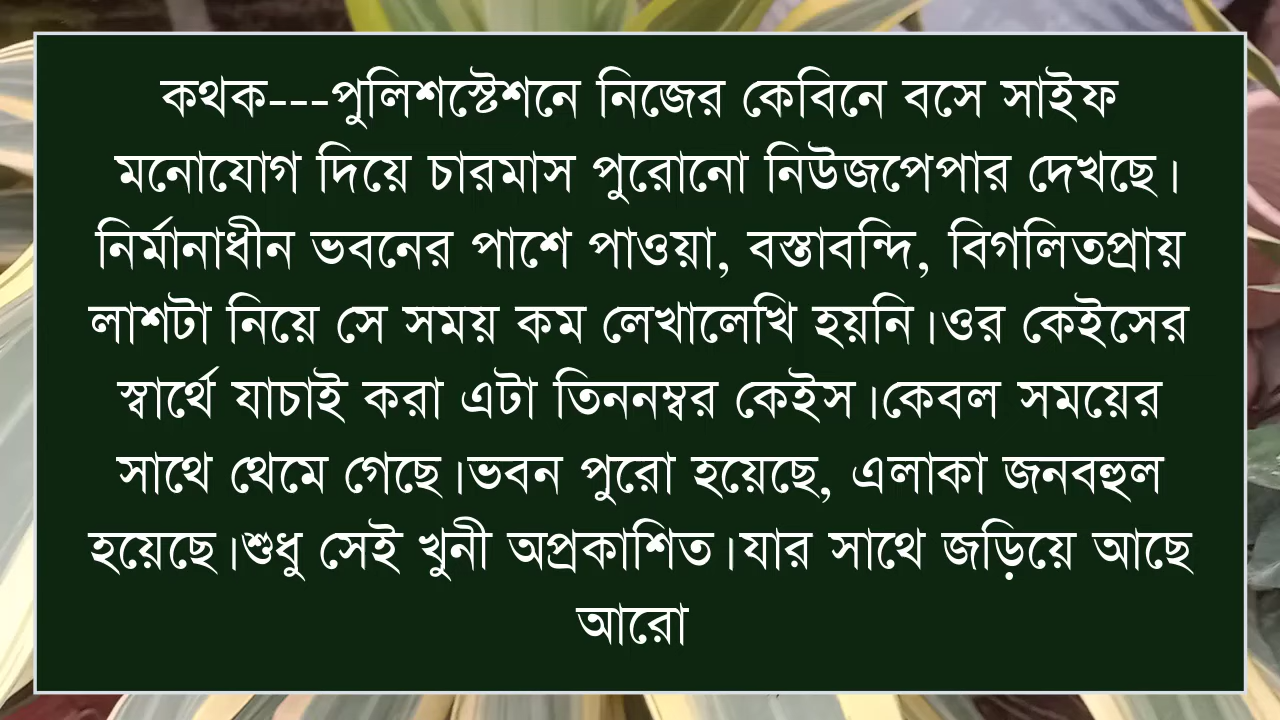 কথক---পুলিশস্টেশনে নিজের কেবিনে বসে সাইফ
মনোযোগ দিয়ে চারমাস পুরোনো নিউজপেপার দেখছে।
নির্মানাধীন ভবনের পাশে পাওয়া, বস্তাবন্দি, বিগলিতপ্রায়
লাশটা নিয়ে সে সময় কম লেখালেখি হয়নি।ওর কেইসের
স্বার্থে যাচাই করা এটা তিননম্বর কেইস।কেবল সময়ের
সাথে থেমে গেছে।ভবন পুরো হয়েছে, এলাকা জনবহুল
হয়েছে।শুধু সেই খুনী অপ্রকাশিত।যার সাথে জড়িয়ে আছে
আরো